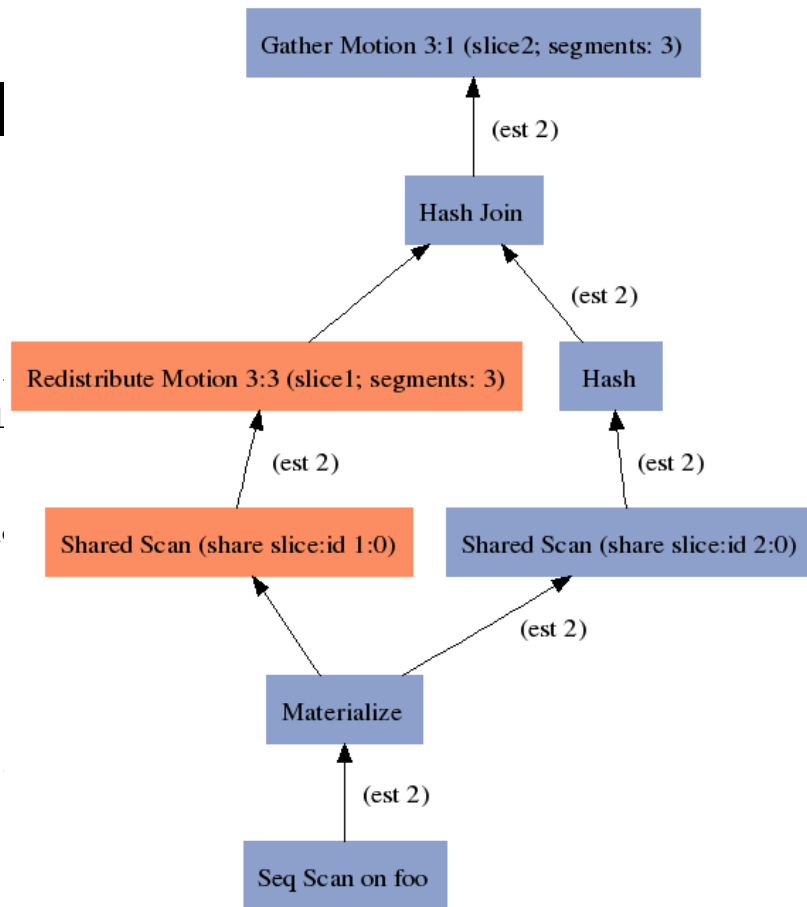 Gather Motion 3:1 (slice2; segments: 3)
(est 2)
Hash Join
(est 2)
Redistribute Motion 3:3 (slice1; segments: 3)
Hash
(est 2)
(est 2)
Shared Scan (share slice:id 1:0)
Shared Scan (share slice:id 2:0)
(est 2)
Materialize
(est 2)
Seq Scan on foo